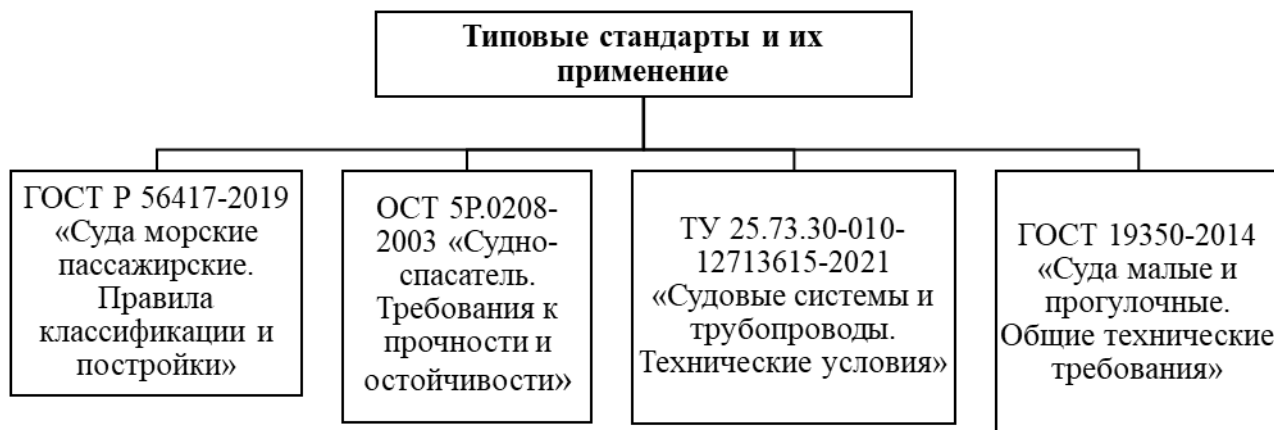 Типовые стандарты и их
применение
ГОСТ Р 56417-2019
«Суда морские
пассажирские.
Правила
классификации и
постройки»
ОСТ 5Р.0208-
2003 «Судно-
спасатель.
Требования к
прочности и
остойчивости»
ТУ 25.73.30-010-
12713615-2021
«Судовые системы и
трубопроводы.
Технические условия»
ГОСТ 19350-2014
«Суда малые и
прогулочные.
Общие технические
требования»